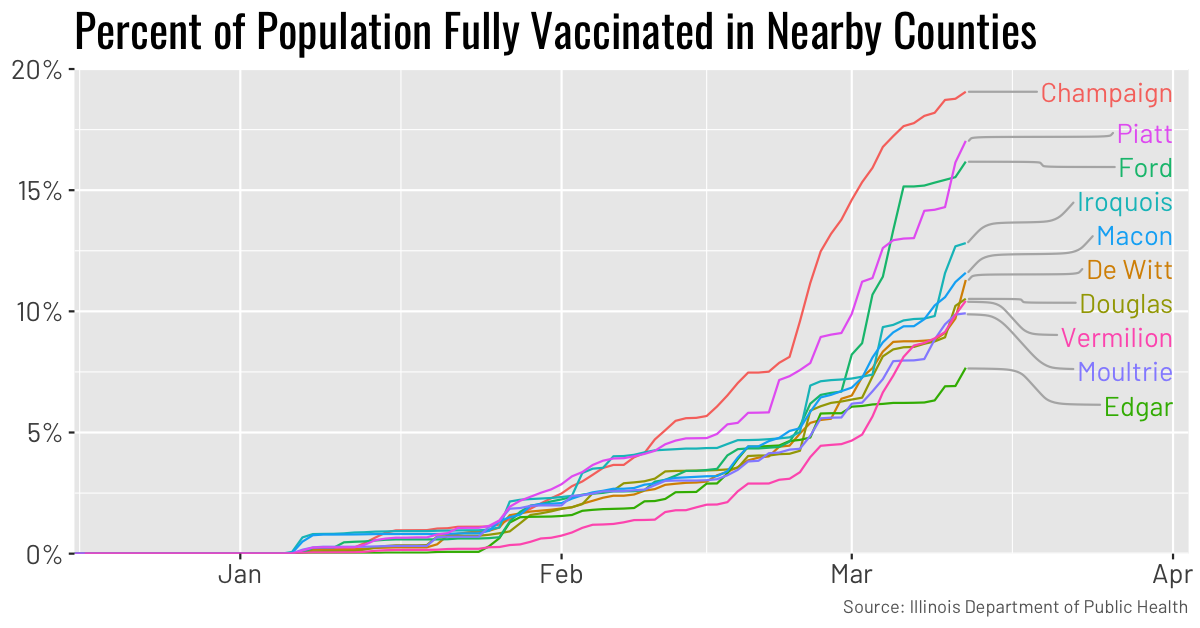 Percent of Population Fully Vaccinated in Nearby Counties
20%
15%
10%
5%
0%
Champaign
Piatt
Ford
Iroquois
Macon
De Witt
Douglas
Vermilion
Moultrie
Edgar
Jan Feb Mar Apr
Source: Illinois Department of Public Health